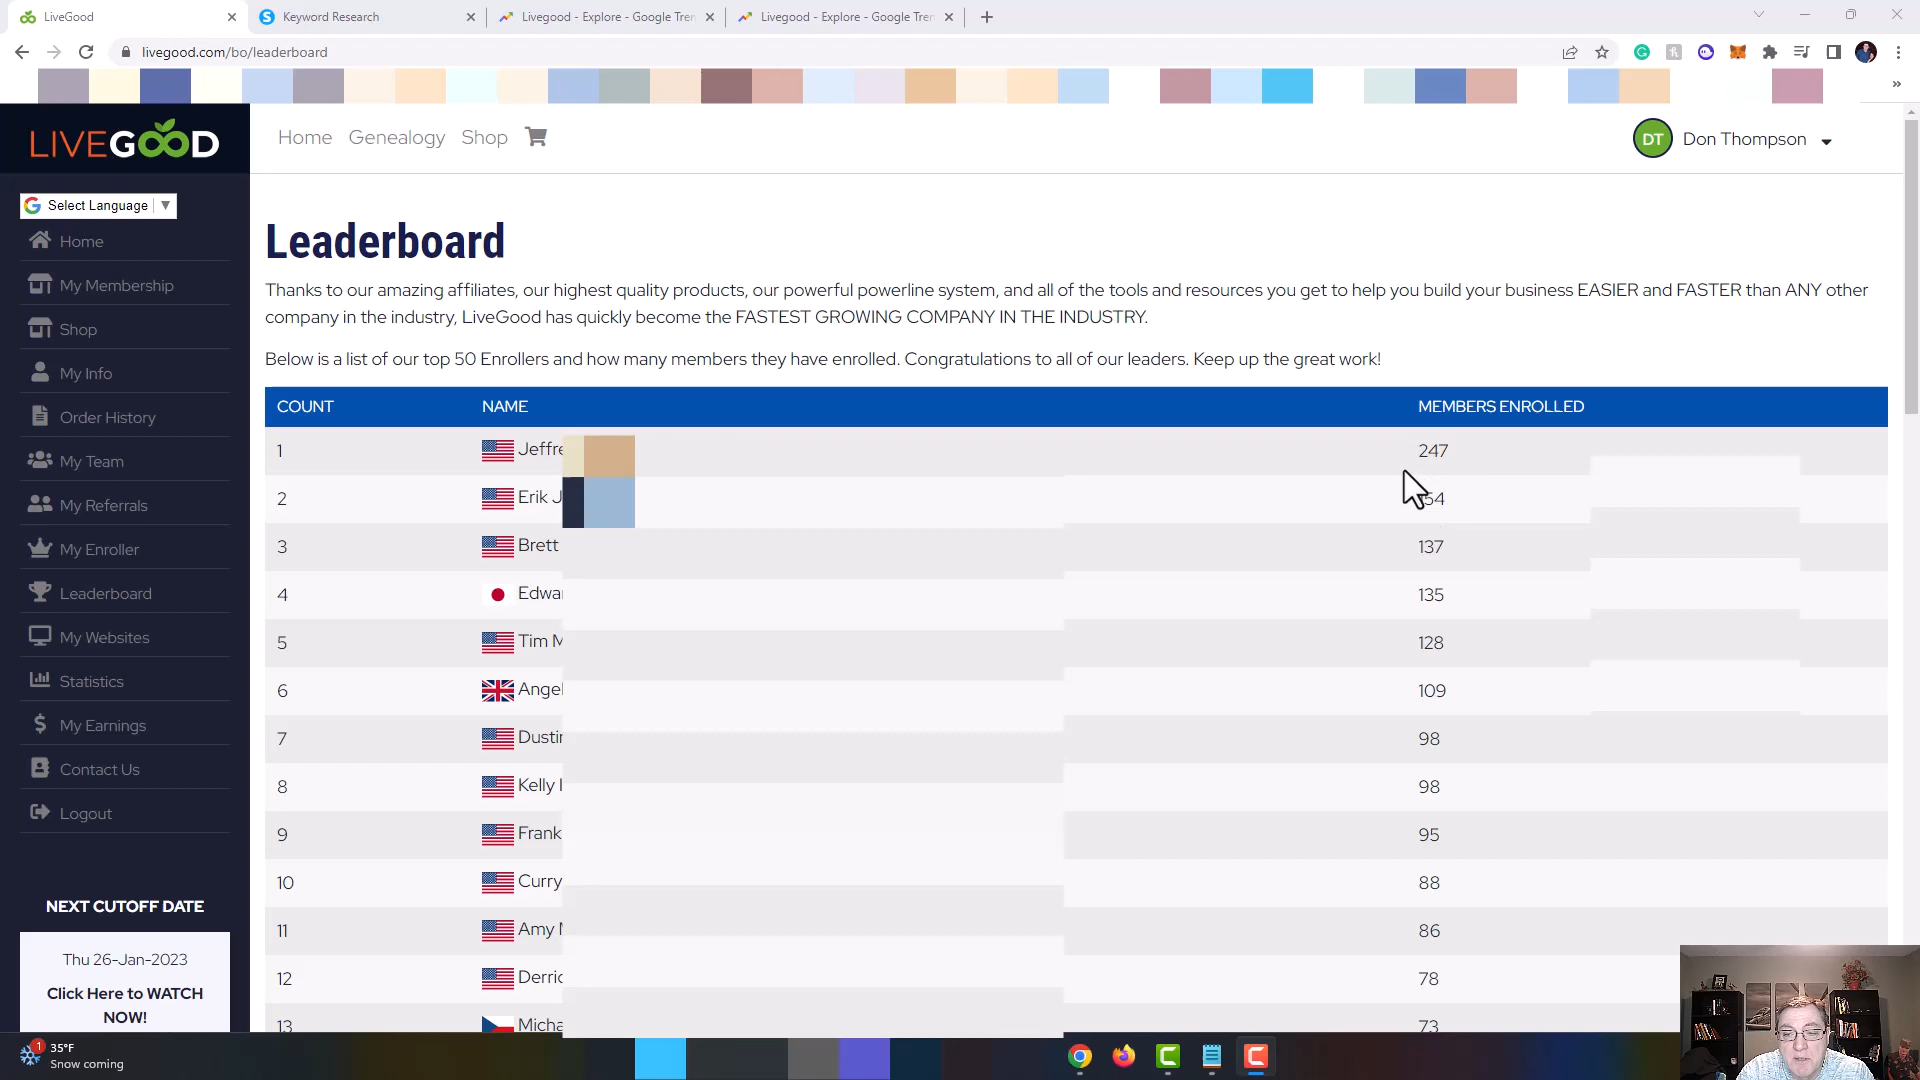 LiveGood
Keyword Research
Livegood - Explore - Google Tren
Livegood - Explore - Google Tren
livegood.com/bo/leaderboard
LIVEGOOD
Home Genealogy Shop
DT Don Thompson
Select Language
Home
My Membership
Shop
My Info
Order History
My Team
My Referrals
My Enroller
Leaderboard
My Websites
Statistics
My Earnings
Contact Us
Logout
NEXT CUTOFF DATE
Thu 26-Jan-2023
Click Here to WATCH
NOW!
Leaderboard
Thanks to our amazing affiliates, our highest quality products, our powerful powerline system, and all of the tools and resources you get to help you build your business EASIER and FASTER than ANY other
company in the industry, LiveGood has quickly become the FASTEST GROWING COMPANY IN THE INDUSTRY.
Below is a list of our top 50 Enrollers and how many members they have enrolled. Congratulations to all of our leaders. Keep up the great work!
COUNT NAME MEMBERS ENROLLED
1 Jeffre 247
2 Erik J 54
3 Brett 137
4 Edwa 135
5 Tim M 128
6 Angel 109
7 Dustin 98
8 Kelly 98
9 Frank 95
10 Curry 88
11 Amy 86
12 Derric 78
13 Micha 73
1
35°F
Snow coming